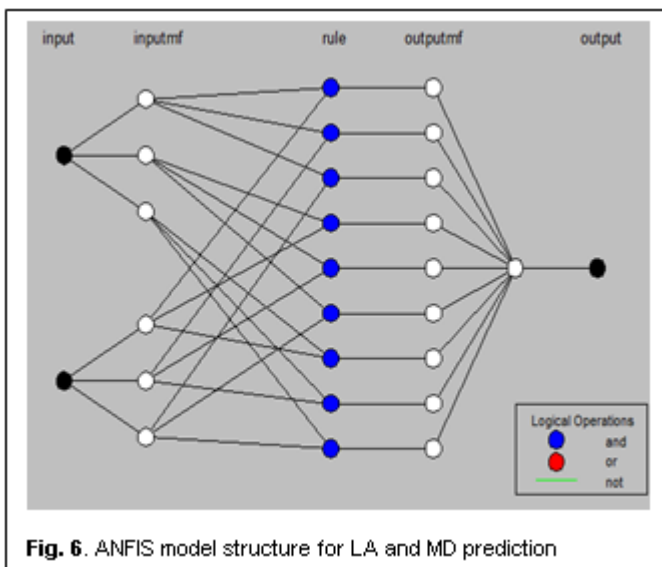 input inputmf rule outputmf output
Logical Operations
and
or
not
Fig. 6. ANFIS model structure for LA and MD prediction